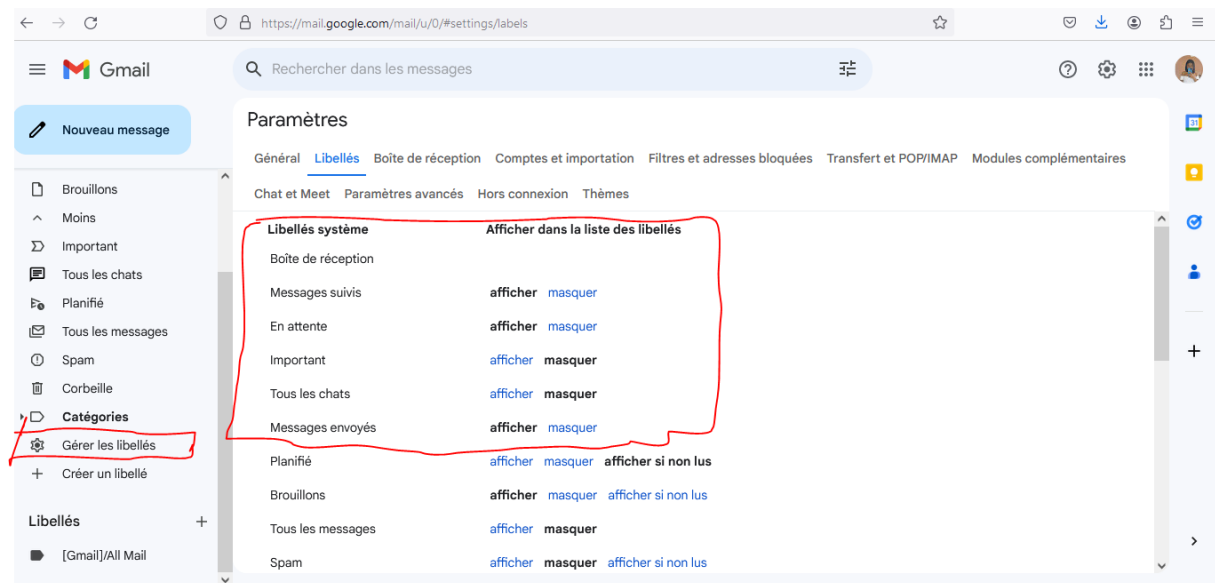 https://mail.google.com/mail/u/0/#settings/labels
Gmail
Rechercher dans les messages
Nouveau message
Brouillons
Moins
Important
Tous les chats
Planifié
Tous les messages
Spam
Corbeille
Catégories
Gérer les libellés
Créer un libellé
Libellés
[Gmail]/All Mail
Paramètres
Général Libellés Boîte de réception Comptes et importation Filtres et adresses bloquées Transfert et POP/IMAP Modules complémentaires
Chat et Meet Paramètres avancés Hors connexion Thèmes
Libellés système Afficher dans la liste des libellés
Boîte de réception
Messages suivis afficher masquer
En attente afficher masquer
Important afficher masquer
Tous les chats afficher masquer
Messages envoyés afficher masquer
Planifié afficher masquer afficher si non lus
Brouillons afficher masquer afficher si non lus
Tous les messages afficher masquer
Spam afficher masquer afficher si non lus
31